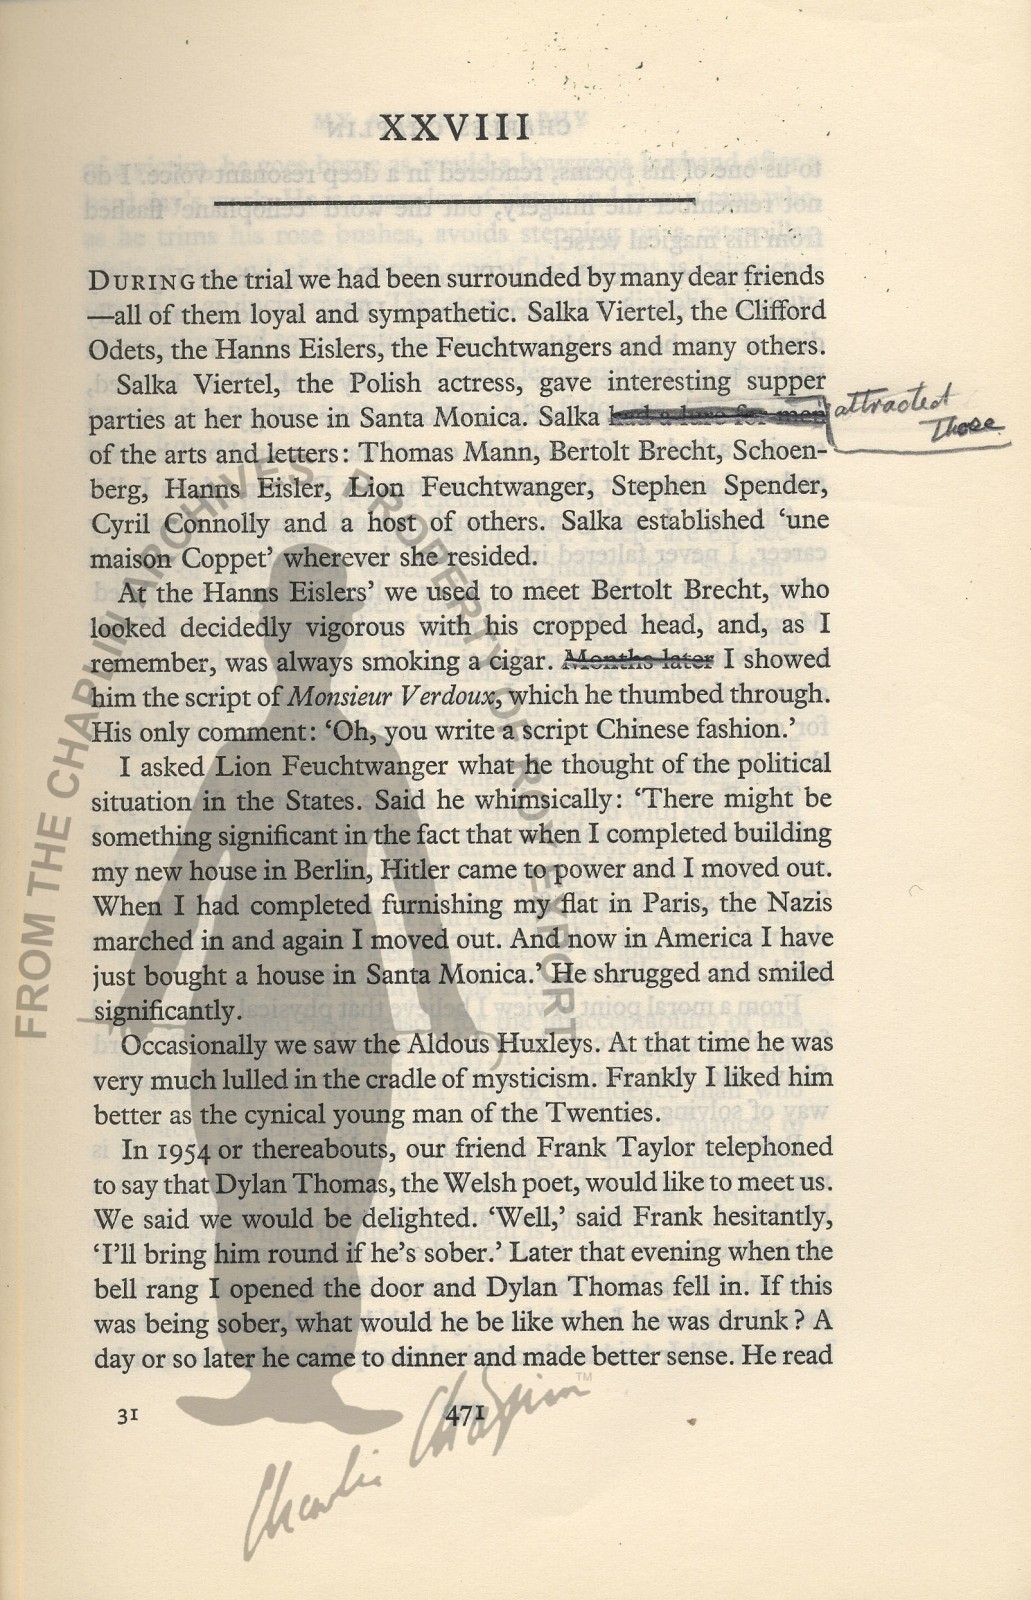 XXVIII
DURING the trial we had been surrounded by many dear friends
—all of them loyal and sympathetic. Salka Viertel, the Clifford
Odets, the Hanns Eislers, the Feuchtwangers and many others.
Salka Viertel, the Polish actress, gave interesting supper
parties at her house in Santa Monica. Salka had a lure for men attracted
those
of the arts and letters: Thomas Mann, Bertolt Brecht, Schoen-
berg, Hanns Eisler, Lion Feuchtwanger, Stephen Spender,
Cyril Connolly and a host of others. Salka established ‘une
maison Coppet’ wherever she resided.
At the Hanns Eislers’ we used to meet Bertolt Brecht, who
looked decidedly vigorous with his cropped head, and, as I
remember, was always smoking a cigar. Months later I showed
him the script of Monsieur Verdoux, which he thumbed through.
His only comment: ‘Oh, you write a script Chinese fashion.’
I asked Lion Feuchtwanger what he thought of the political
situation in the States. Said he whimsically: ‘There might be
something significant in the fact that when I completed building
my new house in Berlin, Hitler came to power and I moved out.
When I had completed furnishing my flat in Paris, the Nazis
marched in and again I moved out. And now in America I have
just bought a house in Santa Monica.’ He shrugged and smiled
significantly.
Occasionally we saw the Aldous Huxleys. At that time he was
very much lulled in the cradle of mysticism. Frankly I liked him
better as the cynical young man of the Twenties.
In 1954 or thereabouts, our friend Frank Taylor telephoned
to say that Dylan Thomas, the Welsh poet, would like to meet us.
We said we would be delighted. ‘Well,’ said Frank hesitantly,
‘I’ll bring him round if he’s sober.’ Later that evening when the
bell rang I opened the door and Dylan Thomas fell in. If this
was being sober, what would he be like when he was drunk? A
day or so later he came to dinner and made better sense. He read
31 471
FROM THE CHAPLIN ARCHIVES. PROPERTY OF ROY EXPORT
Charlie Chaplin™